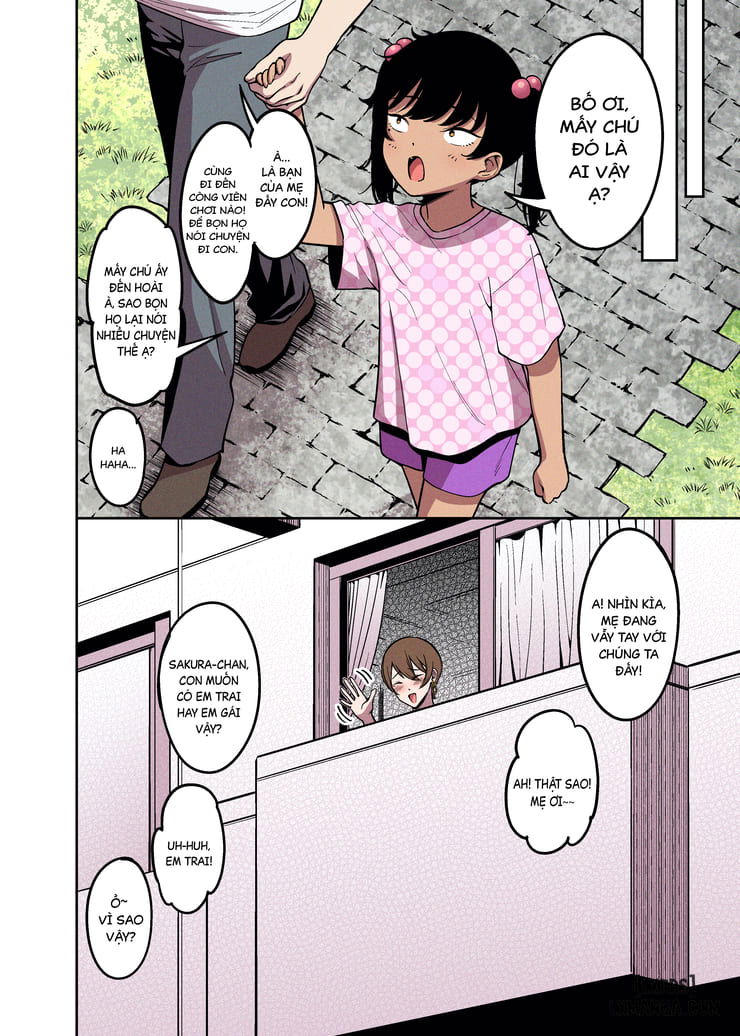 BỐ ƠI,
MẤY CHÚ
ĐÓ LÀ
AI VẬY
Ạ?
À...
LÀ BẠN
CỦA MẸ
ĐẤY CON!
CÙNG
ĐI ĐẾN
CÔNG VIÊN
CHƠI NÀO!
ĐỂ BỌN HỌ
NÓI CHUYỆN
ĐI CON.
MẤY CHÚ ẤY
ĐẾN HOÀI
À, SAO BỌN
HỌ LẠI NÓI
NHIỀU CHUYỆN
THẾ Ạ?
HA
HAHA...
A! NHÌN KÌA,
MẸ ĐANG
VẪY TAY VỚI
CHÚNG TA
ĐẤY!
AH! THẬT SAO!
MẸ ƠI~~
SAKURA-CHAN,
CON MUỐN
CÓ EM TRAI
HAY EM GÁI
VẬY?
UH-HUH,
EM TRAI!
Ồ~
VÌ SAO
VẬY?